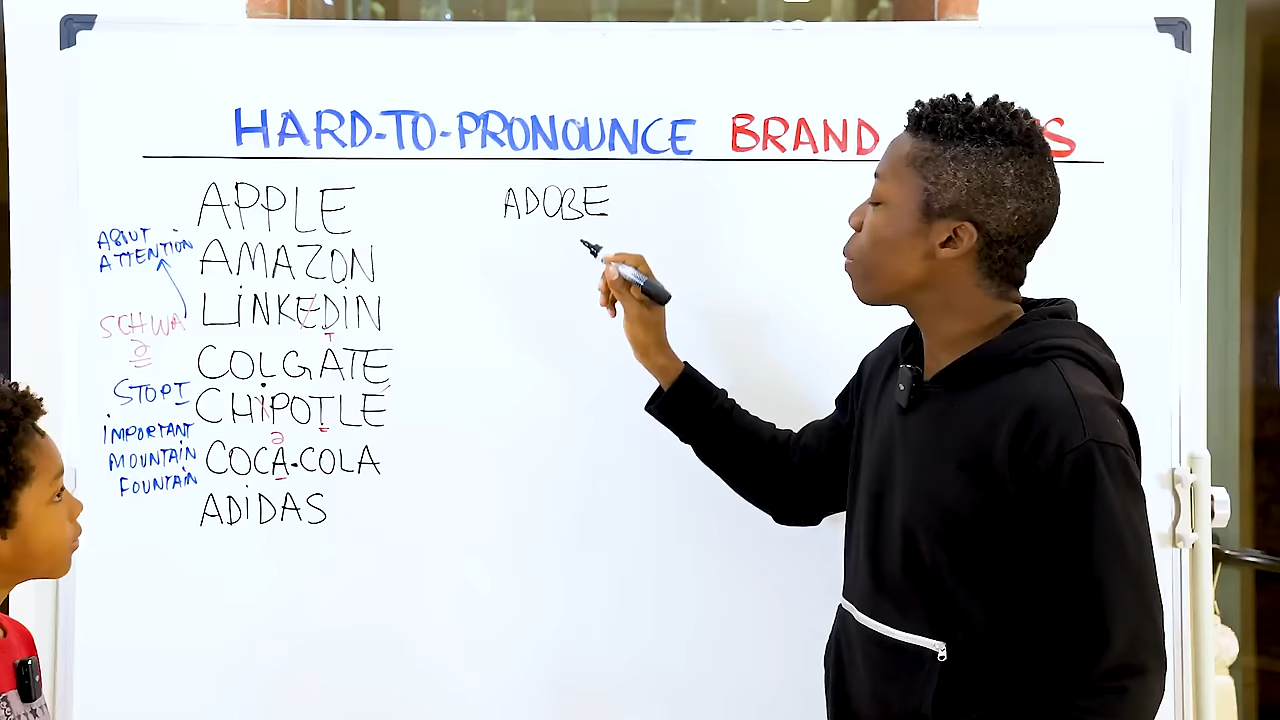 HARD-TO-PRONOUNCE BRAND
APPLE
AMAZON
LiNKEDiN
T
COLGATE
CHiPOTLE
ə
COCA-COLA
ADiDAS
ADOBE
ABOUT
ATTENTiON
SCHWA
ə
STOP
iMPORTANT
MOUNTAiN
FOUNTAiN